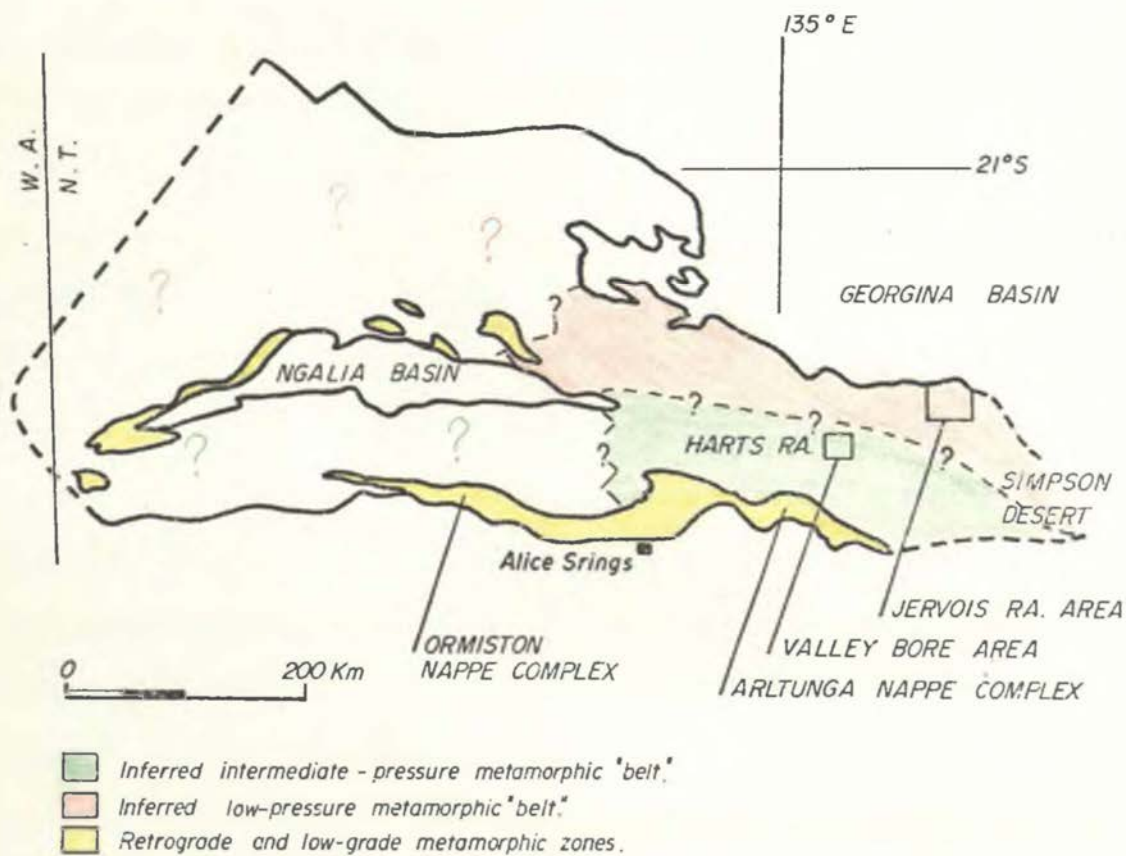 135° E
W. A.
N. T.
21°S
?
?
?
GEORGINA BASIN
?
NGALIA BASIN
?
?
HARTS RA.
?
?
?
?
SIMPSON
DESERT
Alice Srings
JERVOIS RA. AREA
ORMISTON
NAPPE COMPLEX
VALLEY BORE AREA
0 200 Km
ARLTUNGA NAPPE COMPLEX
Inferred intermediate - pressure metamorphic "belt."
Inferred low-pressure metamorphic "belt."
Retrograde and low-grade metamorphic zones.